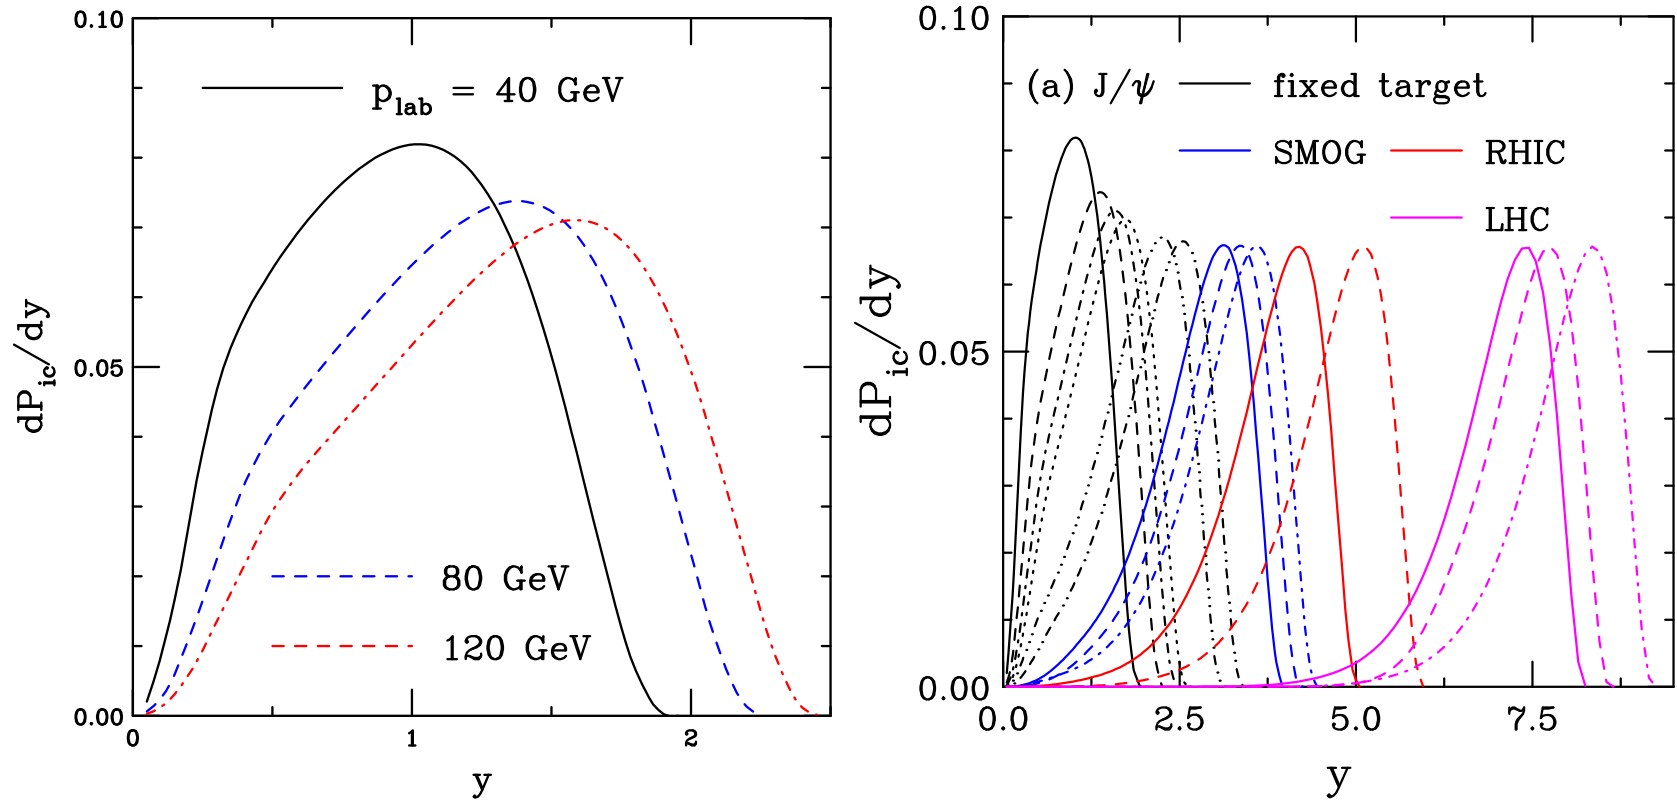 0.10
p_lab = 40 GeV
dP_ic/dy
0.05
80 GeV
120 GeV
0.00
0 1 2
y
0.10
(a) J/ψ fixed target
SMOG RHIC
LHC
dP_ic/dy
0.05
0.00
0.0 2.5 5.0 7.5
y